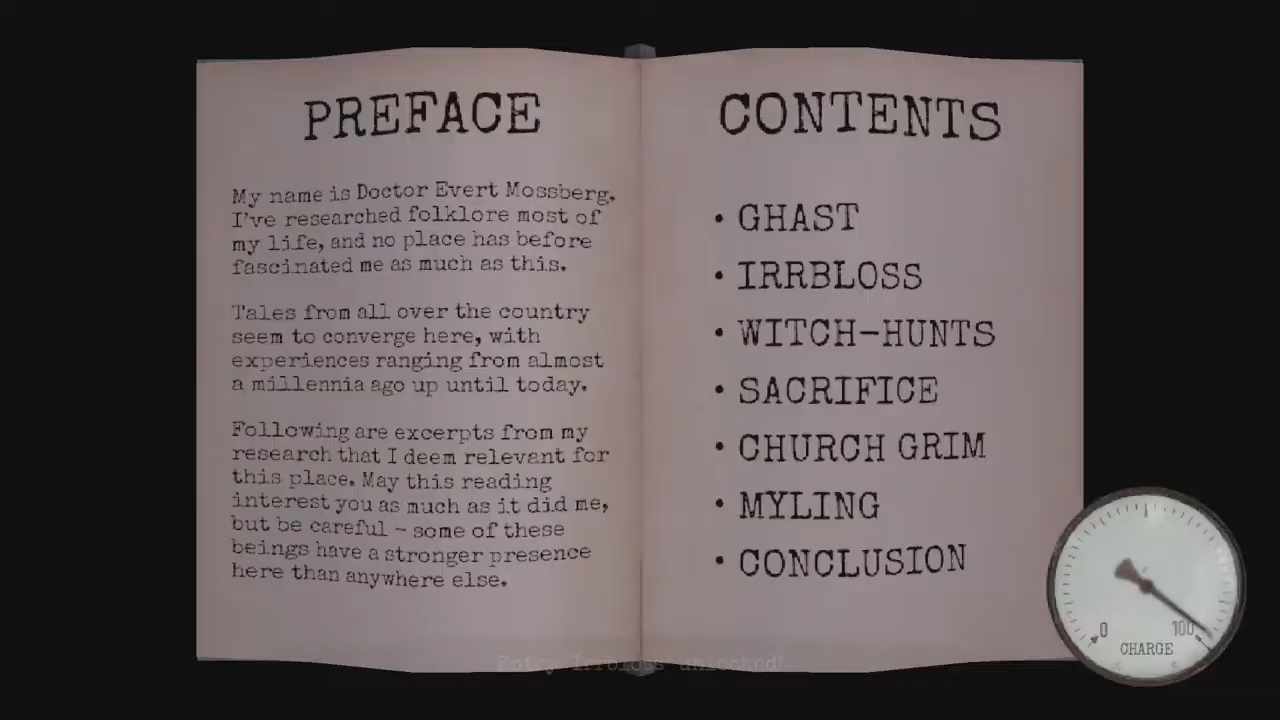 PREFACE
My name is Doctor Evert Mossberg.
I've researched folklore most of
my life, and no place has before
fascinated me as much as this.
Tales from all over the country
seem to converge here, with
experiences ranging from almost
a millennia ago up until today.
Following are excerpts from my
research that I deem relevant for
this place. May this reading
interest you as much as it did me,
but be careful - some of these
beings have a stronger presence
here than anywhere else.
CONTENTS
• GHAST
• IRRBLOSS
• WITCH-HUNTS
• SACRIFICE
• CHURCH GRIM
• MYLING
• CONCLUSION
Entry 'Irrbloss' unlocked!
0
100
CHARGE